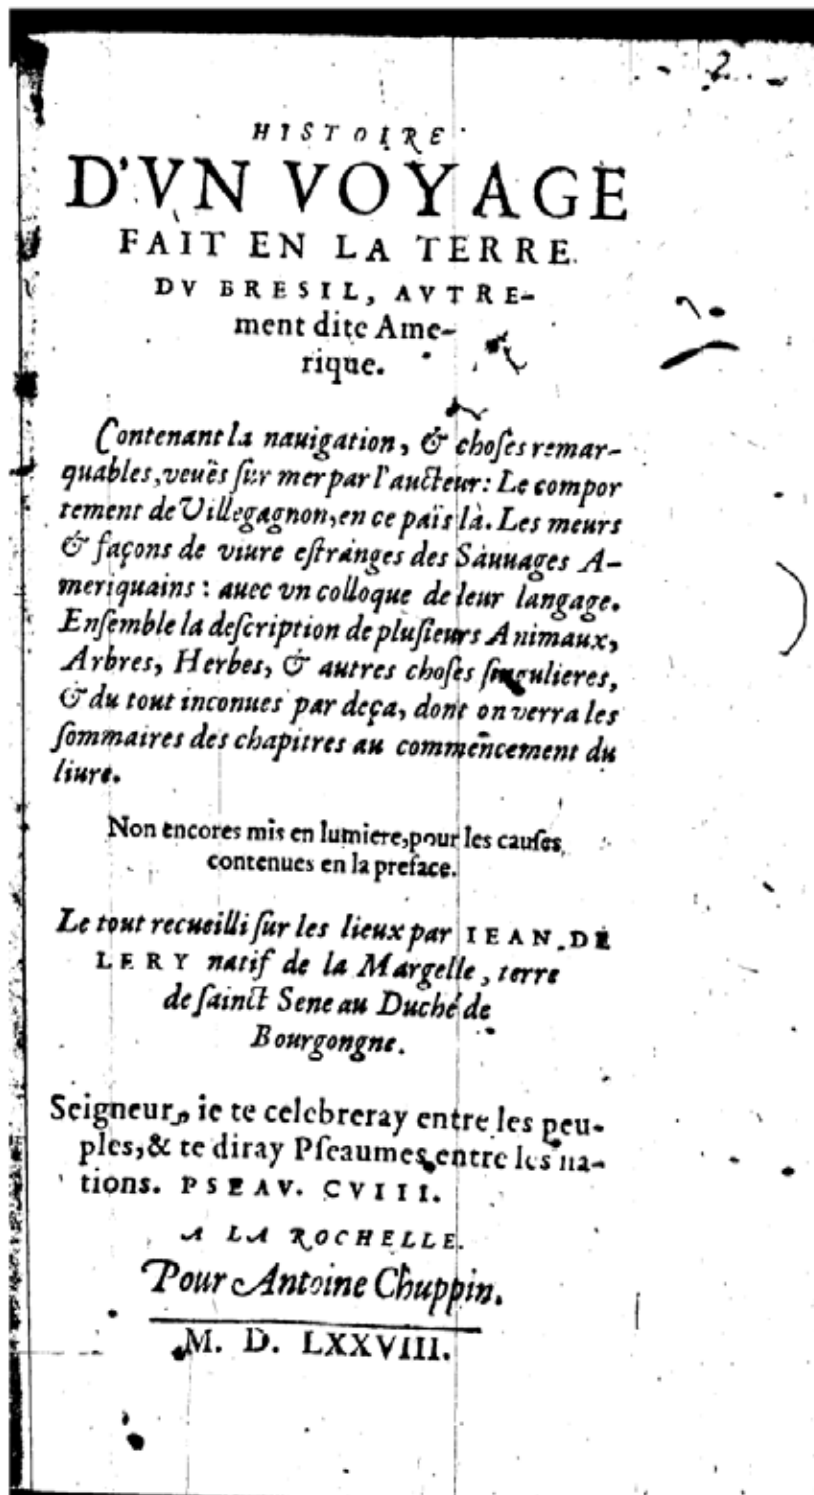 2
HISTOIRE
D'VN VOYAGE
FAIT EN LA TERRE
DV BRESIL, AVTRE-
ment dite Ame-
rique.
Contenant la nauigation, & choſes remar-
quables, veuës ſur mer par l'aucteur: Le compor
tement de Villegagnon, en ce païs là. Les meurs
& façons de viure eſtranges des Sauuages A-
meriquains: auec vn colloque de leur langage.
Enſemble la deſcription de pluſieurs Animaux,
Arbres, Herbes, & autres choſes ſingulieres,
& du tout inconues par deça, dont on verra les
ſommaires des chapitres au commencement du
liure.
Non encores mis en lumiere, pour les cauſes
contenues en la preface.
Le tout recueilli ſur les lieux par IEAN DE
LERY natif de la Margelle, terre
de ſainct Sene au Duché de
Bourgongne.
Seigneur, ie te celebreray entre les peu-
ples, & te diray Pſeaumes entre les na-
tions. PSEAV. CVIII.
A LA ROCHELLE.
Pour Antoine Chuppin.
M. D. LXXVIII.